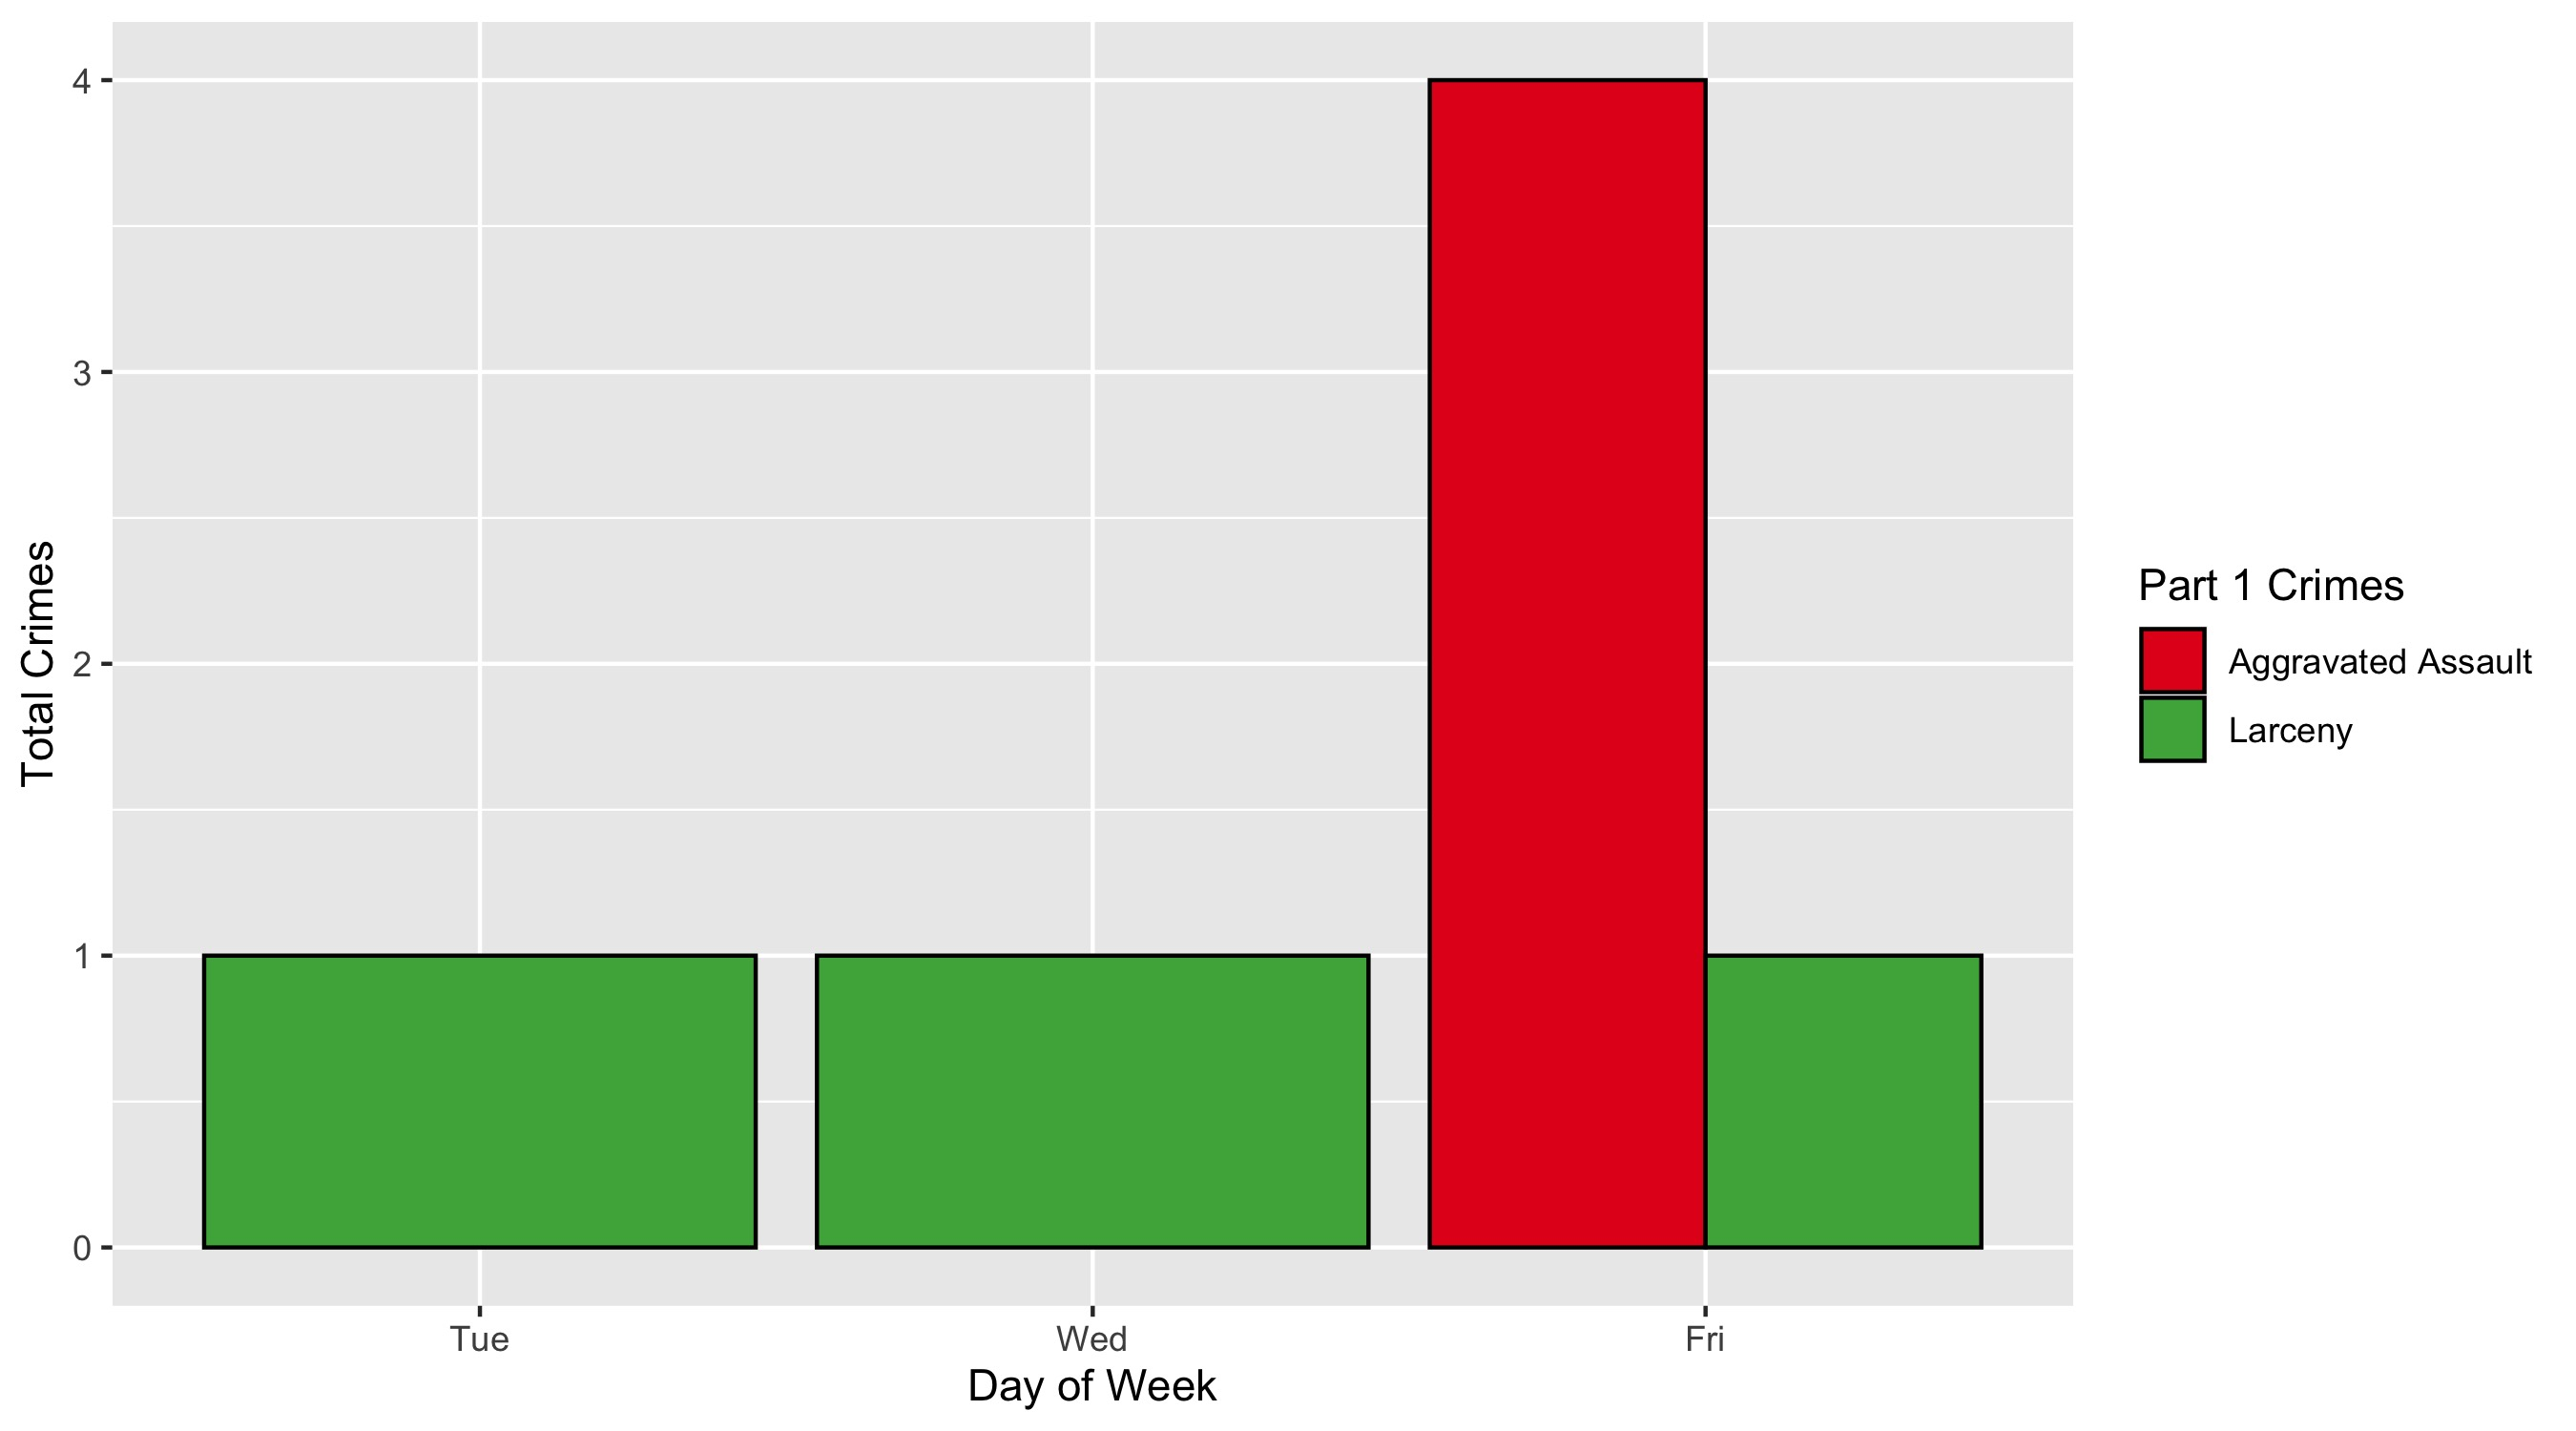 Total Crimes
4
3
2
1
0
Tue Wed Fri
Day of Week
Part 1 Crimes
Aggravated Assault
Larceny